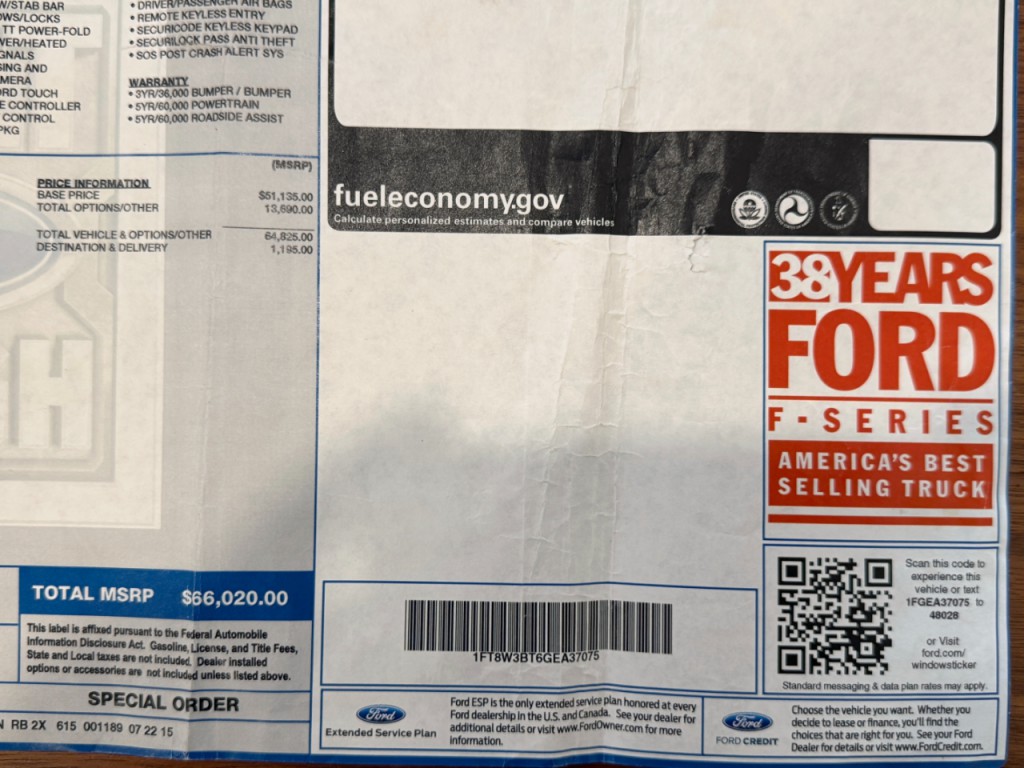 W/STAB BAR
OWS/LOCKS
TT POWER-FOLD
WER/HEATED
GNALS
SING AND
MERA
ORD TOUCH
E CONTROLLER
CONTROL
PKG
• DRIVER/PASSENGER AIR BAGS
• REMOTE KEYLESS ENTRY
• SECURICODE KEYLESS KEYPAD
• SECURILOCK PASS ANTI THEFT
• SOS POST CRASH ALERT SYS
WARRANTY
• 3YR/36,000 BUMPER / BUMPER
• 5YR/60,000 POWERTRAIN
• 5YR/60,000 ROADSIDE ASSIST
(MSRP)
PRICE INFORMATION
BASE PRICE $51,135.00
TOTAL OPTIONS/OTHER 13,690.00
TOTAL VEHICLE & OPTIONS/OTHER 64,825.00
DESTINATION & DELIVERY 1,195.00
TOTAL MSRP $66,020.00
This label is affixed pursuant to the Federal Automobile
Information Disclosure Act. Gasoline, License, and Title Fees,
State and Local taxes are not included. Dealer installed
options or accessories are not included unless listed above.
SPECIAL ORDER
N RB 2X 615 001189 07 22 15
fueleconomy.gov
Calculate personalized estimates and compare vehicles
38 YEARS
FORD
F-SERIES
AMERICA'S BEST
SELLING TRUCK
1FT8W3BT6GEA37075
Scan this code to
experience this
vehicle or text
1FGEA37075 to
48028
or Visit
ford.com/
windowsticker
Standard messaging & data plan rates may apply.
Ford
Extended Service Plan
Ford ESP is the only extended service plan honored at every
Ford dealership in the U.S. and Canada. See your dealer for
additional details or visit www.FordOwner.com for more
information.
Ford
FORD CREDIT
Choose the vehicle you want. Whether you
decide to lease or finance, you'll find the
choices that are right for you. See your Ford
Dealer for details or visit www.FordCredit.com.